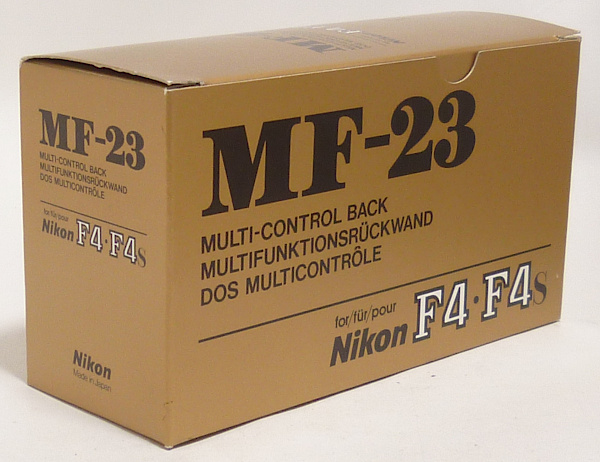 MF-23
MULTI-CONTROL BACK
MULTIFUNKTIONSRÜCKWAND
DOS MULTICONTRÔLE
for/für/pour
Nikon F4·F4s
Nikon
Made in Japan
MF-23
MULTI-CONTROL BACK
MULTIFUNKTIONSRÜCKWAND
DOS MULTICONTRÔLE
for/für/pour
Nikon F4·F4s